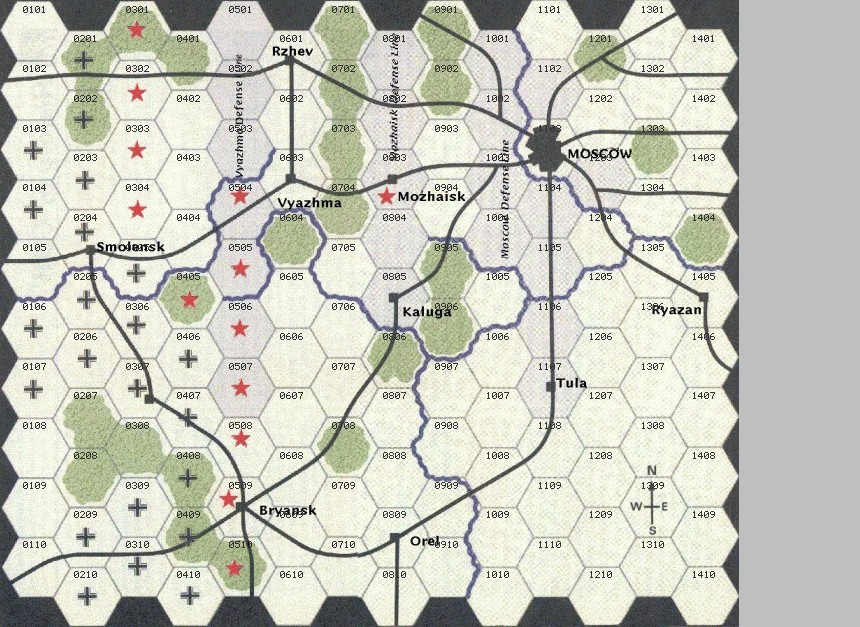 0101 0301 0501 0701 0901 1101 1301
0201 0401 0601 0801 1001 1201 1401
Rzhev
0102 0302 0502 0702 0902 1102 1302
0202 0402 0602 0802 1002 1202 1402
Vyazhma Defense Line
Mozhaisk Defense Line
0103 0303 0503 0703 0903 1103 1303
0203 0403 0603 0803 1003 1203 1403
MOSCOW
0104 0304 0504 0704 0904 1104 1304
Mozhaisk
Vyazhma
Moscow Defense Line
0204 0404 0604 0804 1004 1204 1404
0105 0305 0505 0705 0905 1105 1305
Smolensk
0205 0405 0605 0805 1005 1205 1405
0106 0306 0506 0706 0906 1106 1306
Kaluga
Ryazan
0206 0406 0606 0806 1006 1206 1406
0107 0307 0507 0707 0907 1107 1307
Tula
0207 0407 0607 0807 1007 1207 1407
0108 0308 0508 0708 0908 1108 1308
0208 0408 0608 0808 1008 1208 1408
N
0109 0309 0509 0709 0909 1109 1309
W E
S
Bryansk
0209 0409 0609 0809 1009 1209 1409
0110 0310 0510 0710 0910 1110 1310
Orel
0210 0410 0610 0810 1010 1210 1410